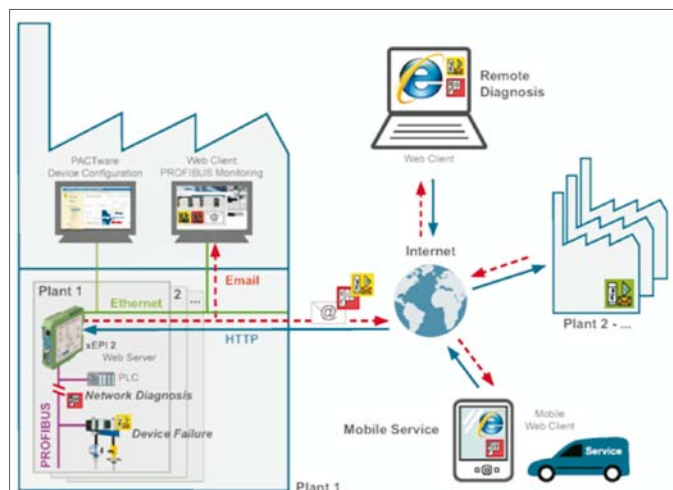 Remote
Diagnosis
Web Client
PACTware
Device Configuration
Web Client
PROFIBUS Monitoring
Internet
Email
Plant 1
Ethernet
2
...
@
HTTP
xEPI 2
Web Server
PLC
Network Diagnosis
PROFIBUS
Device Failure
Plant 2 - ...
Mobile Service
Mobile
Web Client
Service
@
Plant 1